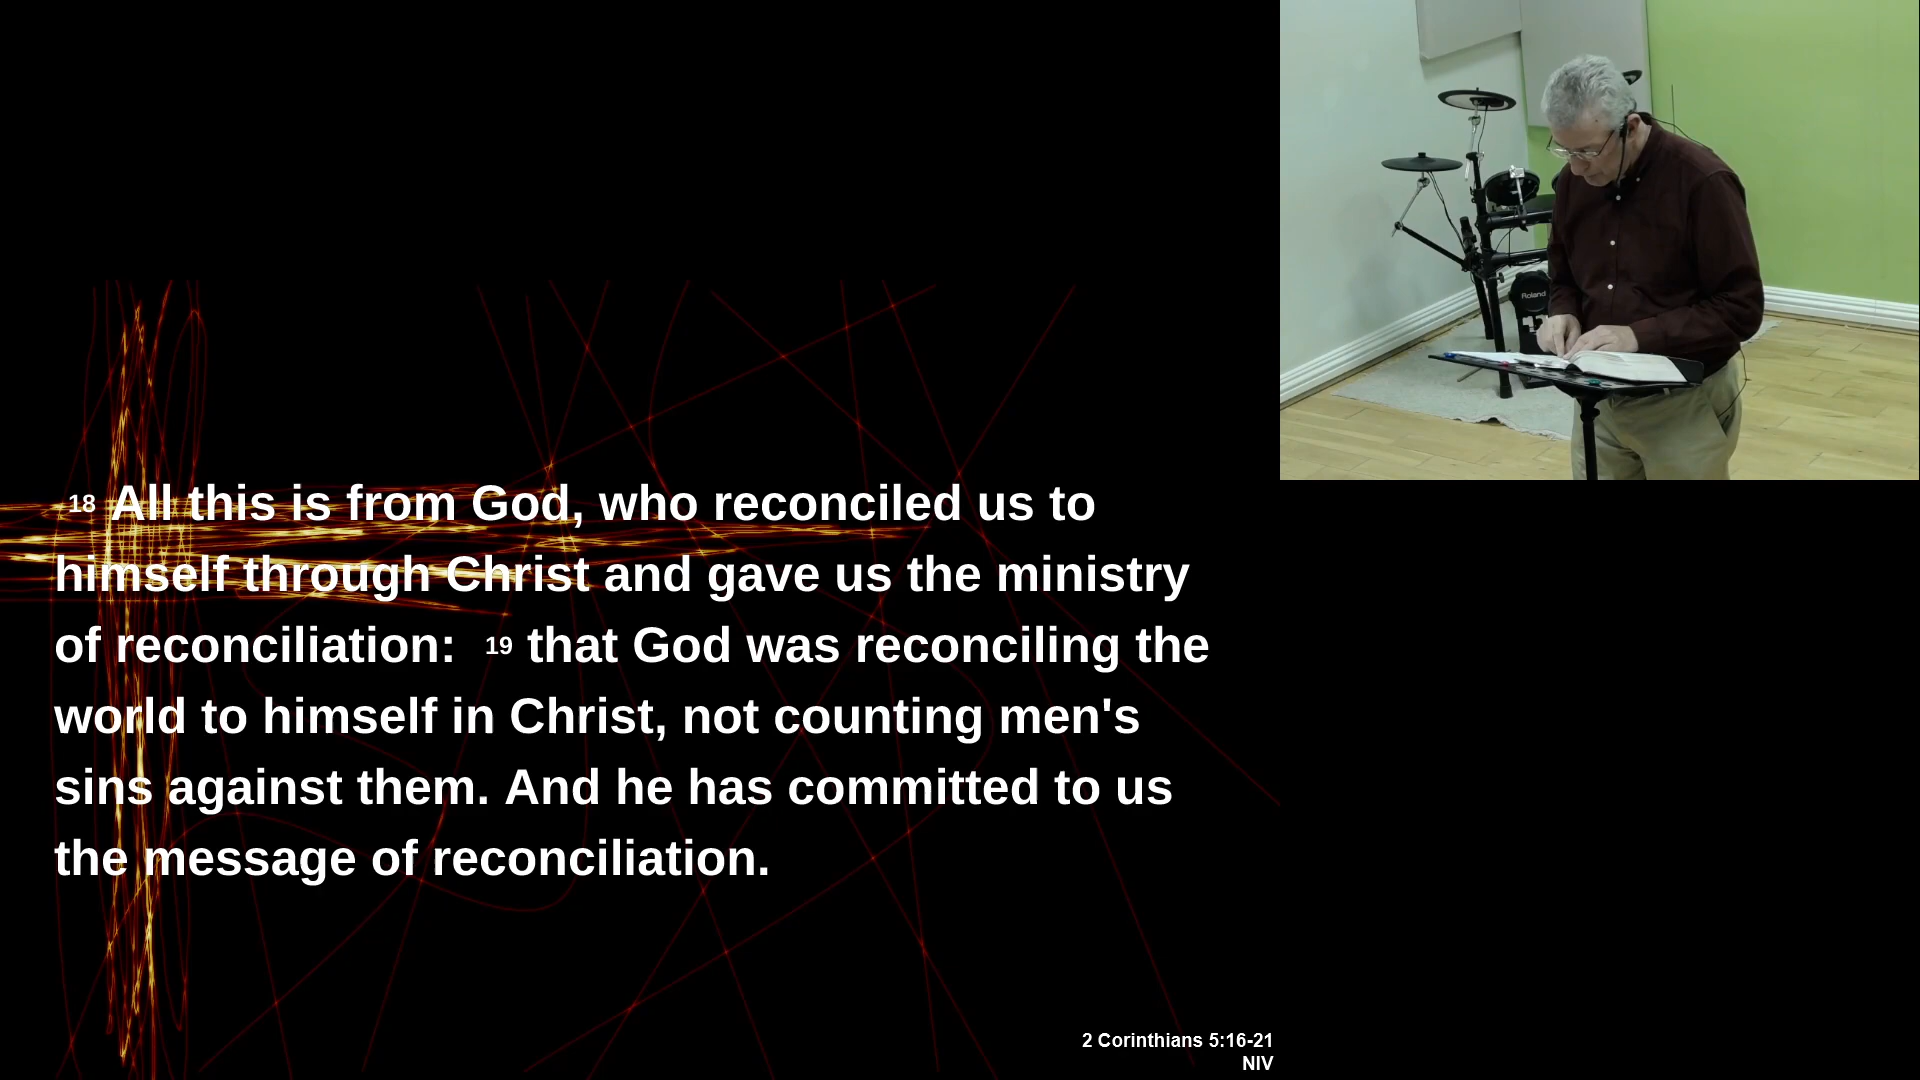 18 All this is from God, who reconciled us to
himself through Christ and gave us the ministry
of reconciliation: 19 that God was reconciling the
world to himself in Christ, not counting men's
sins against them. And he has committed to us
the message of reconciliation.
2 Corinthians 5:16-21
NIV
Roland